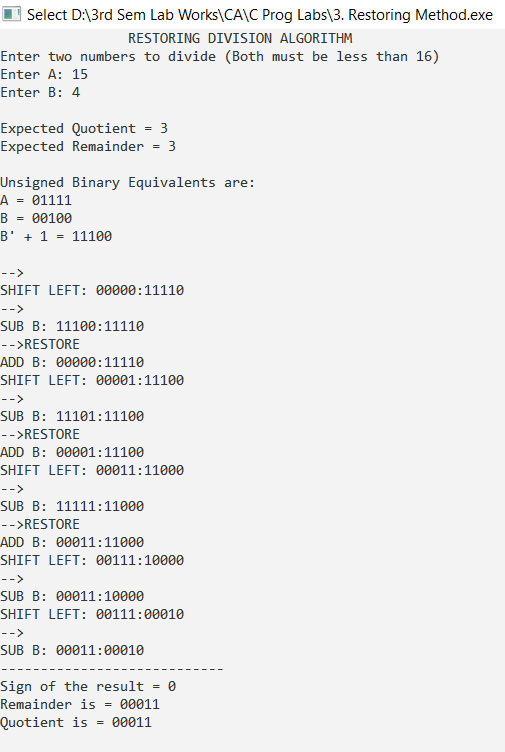 Select D:\3rd Sem Lab Works\CA\C Prog Labs\3. Restoring Method.exe
RESTORING DIVISION ALGORITHM
Enter two numbers to divide (Both must be less than 16)
Enter A: 15
Enter B: 4
Expected Quotient = 3
Expected Remainder = 3
Unsigned Binary Equivalents are:
A = 01111
B = 00100
B' + 1 = 11100
-->
SHIFT LEFT: 00000:11110
-->
SUB B: 11100:11110
-->RESTORE
ADD B: 00000:11110
SHIFT LEFT: 00001:11100
-->
SUB B: 11101:11100
-->RESTORE
ADD B: 00001:11100
SHIFT LEFT: 00011:11000
-->
SUB B: 11111:11000
-->RESTORE
ADD B: 00011:11000
SHIFT LEFT: 00111:10000
-->
SUB B: 00011:10000
SHIFT LEFT: 00111:00010
-->
SUB B: 00011:00010
----------------------------
Sign of the result = 0
Remainder is = 00011
Quotient is = 00011